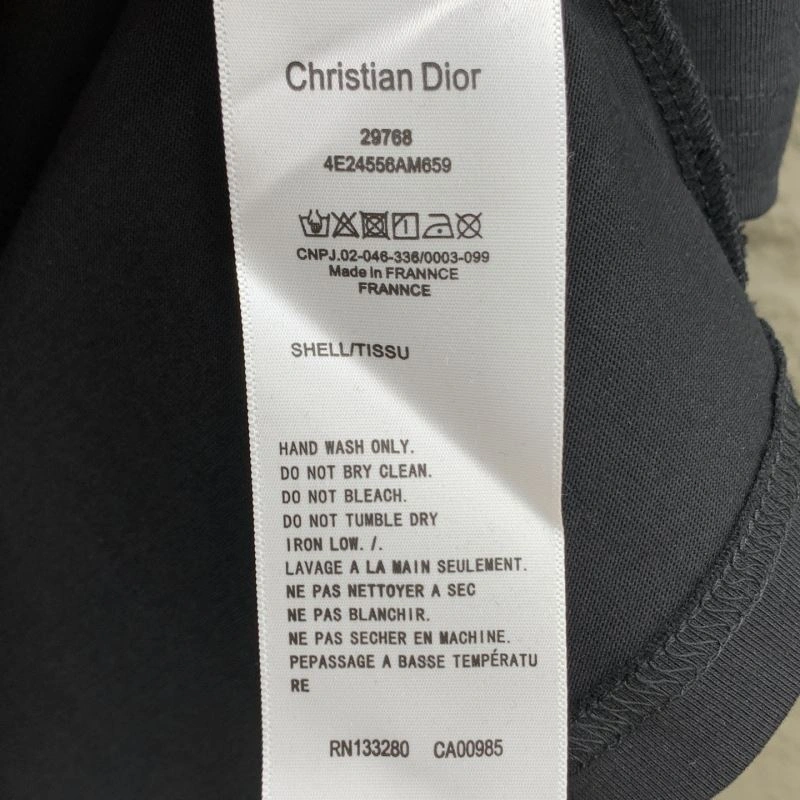 Christian Dior
29768
4E24556AM659
CNPJ.02-046-336/0003-099
Made in FRANNCE
FRANNCE
SHELL/TISSU
HAND WASH ONLY.
DO NOT BRY CLEAN.
DO NOT BLEACH.
DO NOT TUMBLE DRY
IRON LOW. /.
LAVAGE A LA MAIN SEULEMENT.
NE PAS NETTOYER A SEC
NE PAS BLANCHIR.
NE PAS SECHER EN MACHINE.
PEPASSAGE A BASSE TEMPÉRATU
RE
RN133280 CA00985